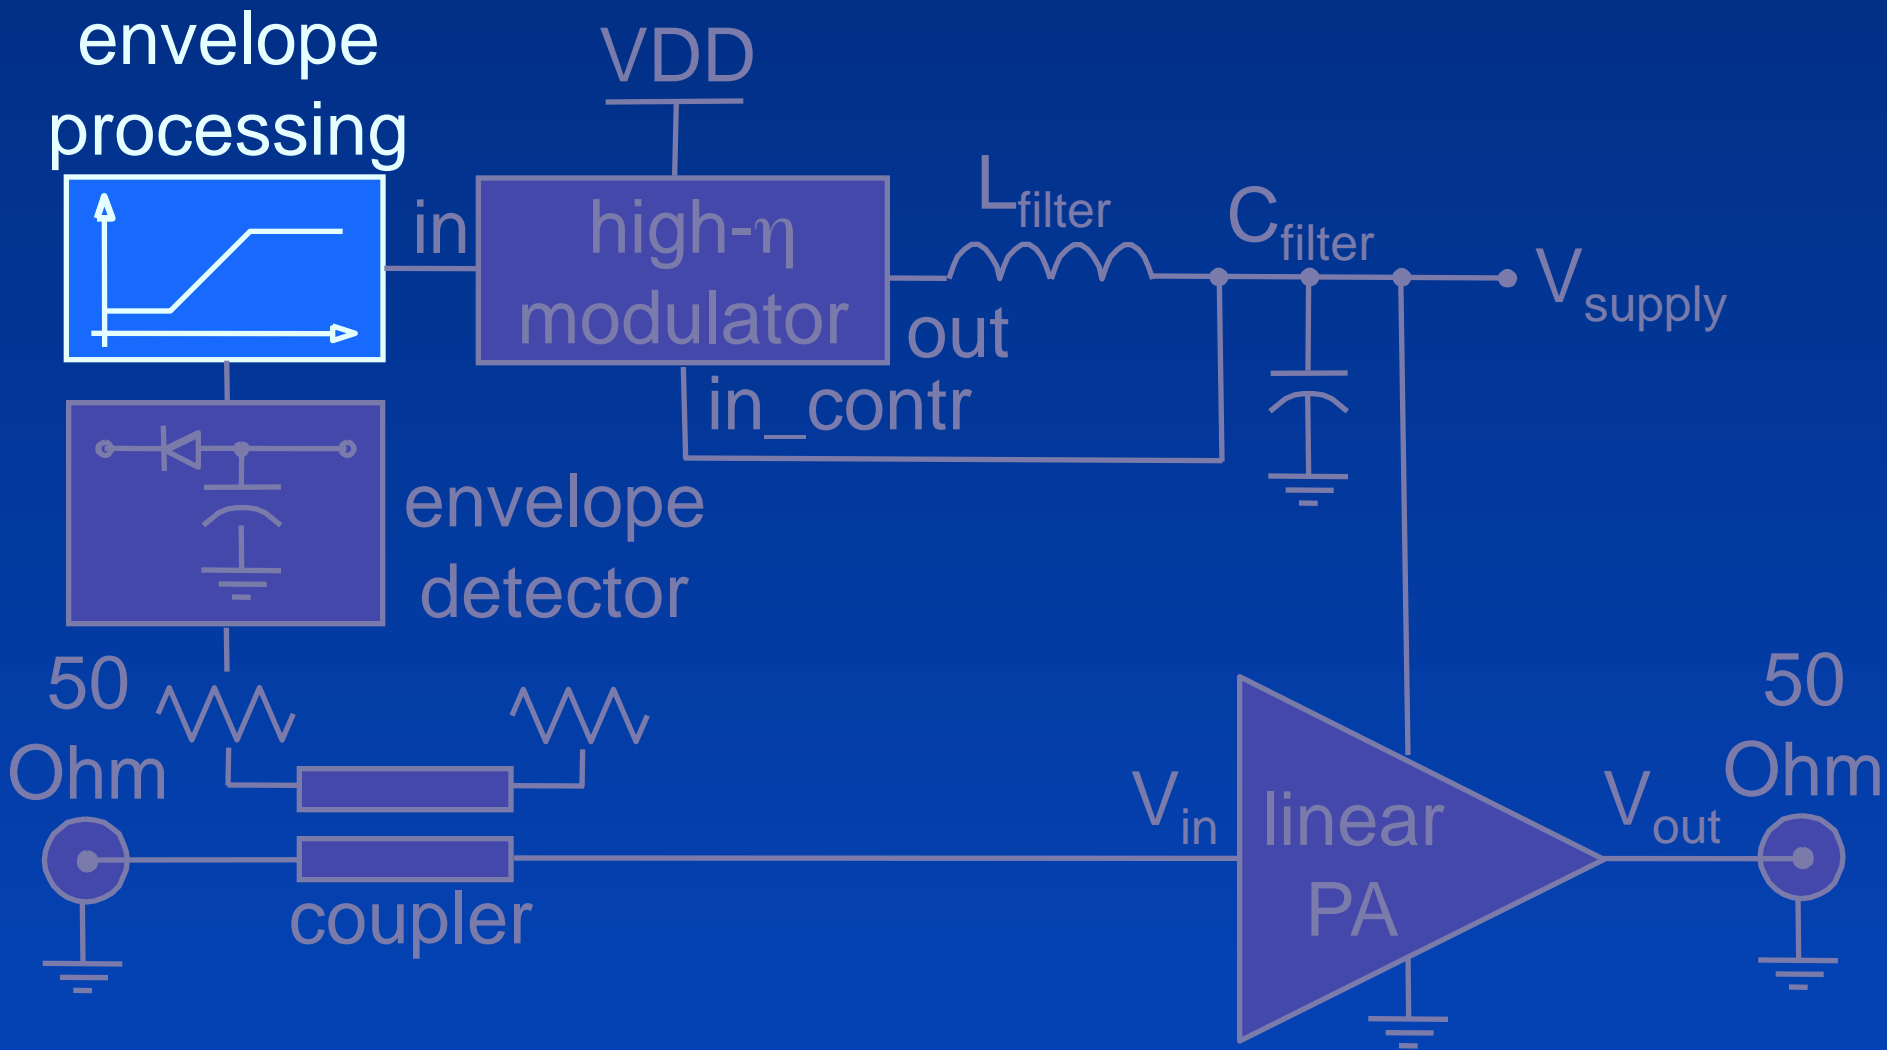 envelope
processing
VDD
in
high-η
modulator
L filter
C filter
V supply
out
in_contr
envelope
detector
50
Ohm
coupler
V in
linear
PA
V out
50
Ohm